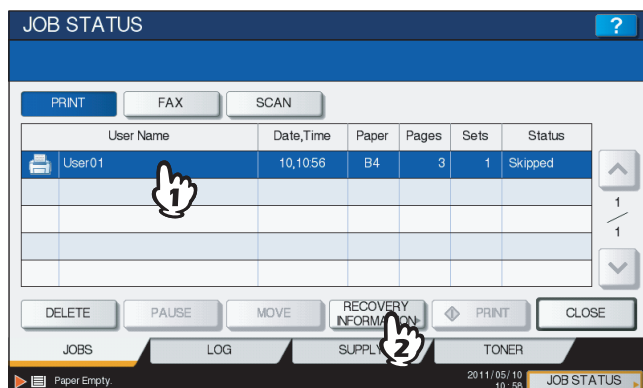 JOB STATUS
?
PRINT FAX SCAN
User Name Date,Time Paper Pages Sets Status
User01 10,10:56 B4 3 1 Skipped
1
1
1
DELETE PAUSE MOVE RECOVERY INFORMATION PRINT CLOSE
2
JOBS LOG SUPPLY TONER
Paper Empty. 2011/05/10 10:58 JOB STATUS